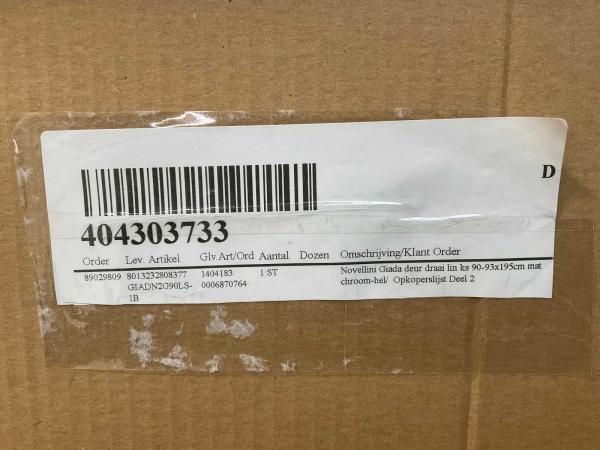 D
404303733
Order Lev. Artikel Glv.Art/Ord Aantal Dozen Omschrijving/Klant Order
89029809 8013232808377 1404183 1 ST Novellini Giada deur draai lin ks 90-93x195cm mat
GIADN2G90LS- 0006870764 chroom-hel/ Opkoperslijst Deel 2
1B